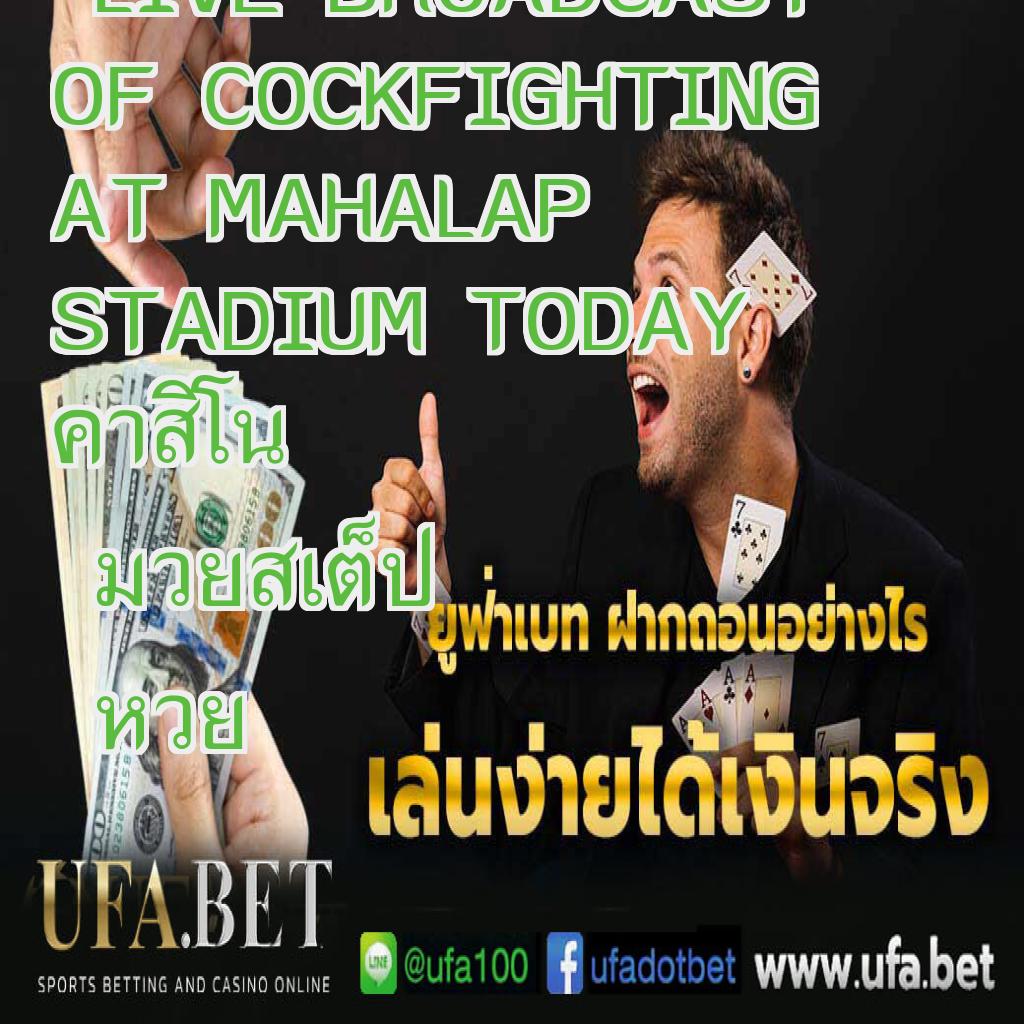 LIVE BROADCAST
OF COCKFIGHTING
AT MAHALAP
STADIUM TODAY
คาสิโน
มวยสเต็ป
หวย
ยูฟ่าเบท ฝากถอนอย่างไร
เล่นง่ายได้เงินจริง
UFA.BET
SPORTS BETTING AND CASINO ONLINE
LINE @ufa100 f ufadotbet www.ufa.bet